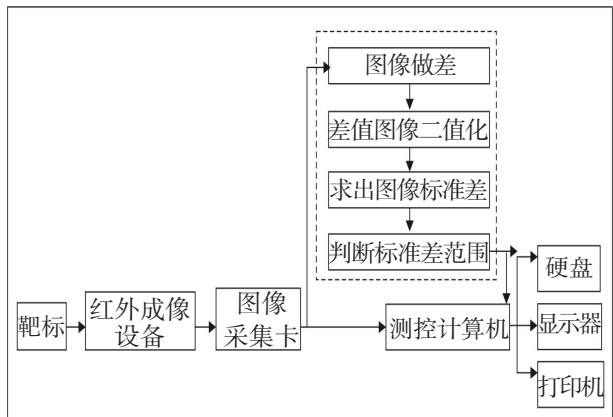 图像做差
差值图像二值化
求出图像标准差
判断标准差范围
硬盘
靶标
红外成像
设备
图像
采集卡
测控计算机
显示器
打印机